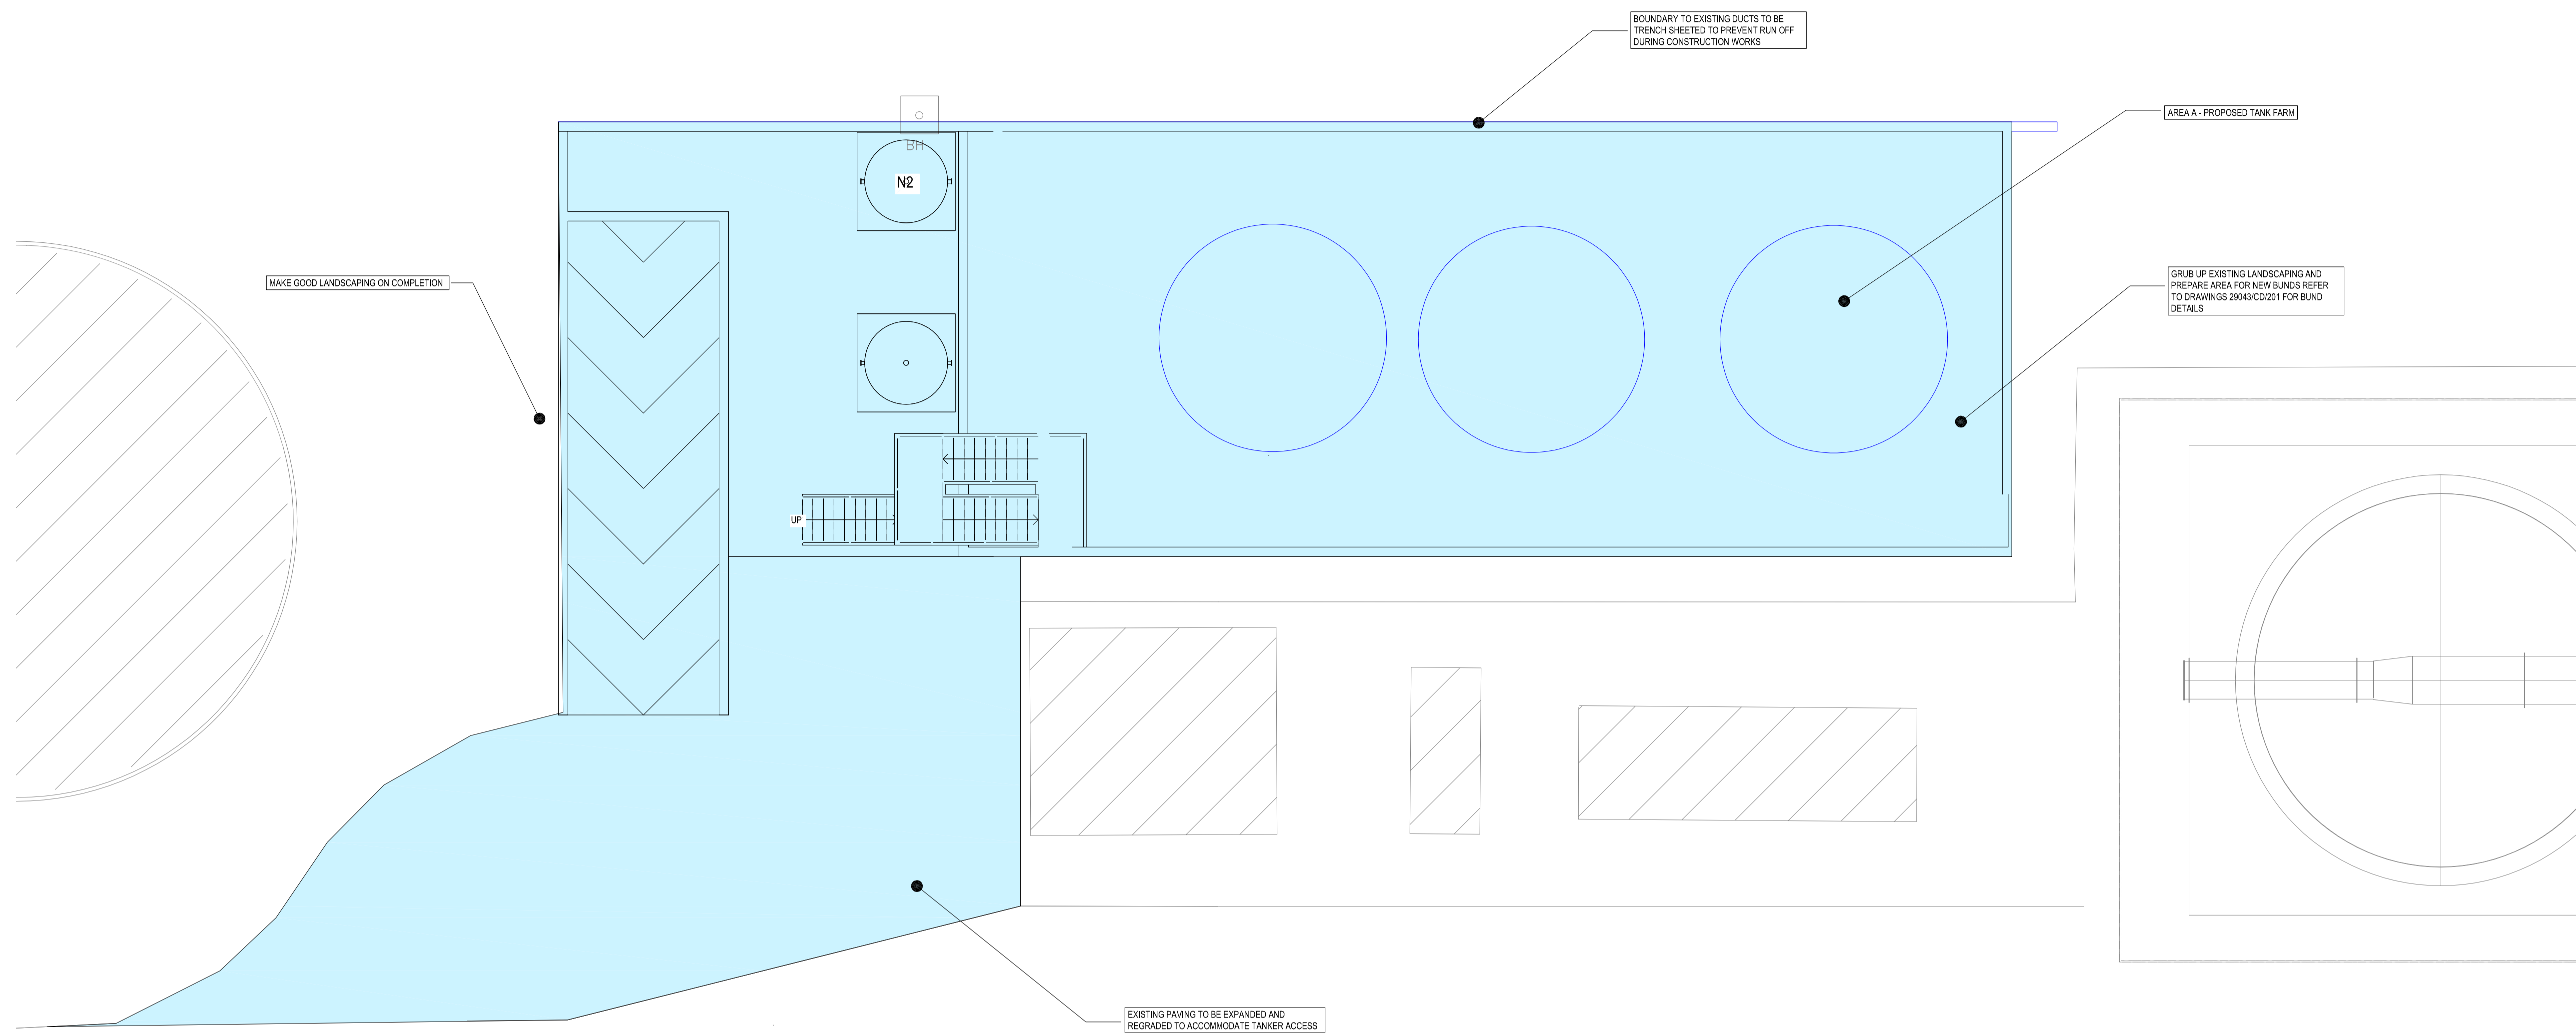 BOUNDARY TO EXISTING DUCTS TO BE
TRENCH SHEETED TO PREVENT RUN OFF
DURING CONSTRUCTION WORKS
AREA A - PROPOSED TANK FARM
BH
N2
MAKE GOOD LANDSCAPING ON COMPLETION
GRUB UP EXISTING LANDSCAPING AND
PREPARE AREA FOR NEW BUNDS REFER
TO DRAWINGS 29043/CD/201 FOR BUND
DETAILS
UP
EXISTING PAVING TO BE EXPANDED AND
REGRADED TO ACCOMMODATE TANKER ACCESS